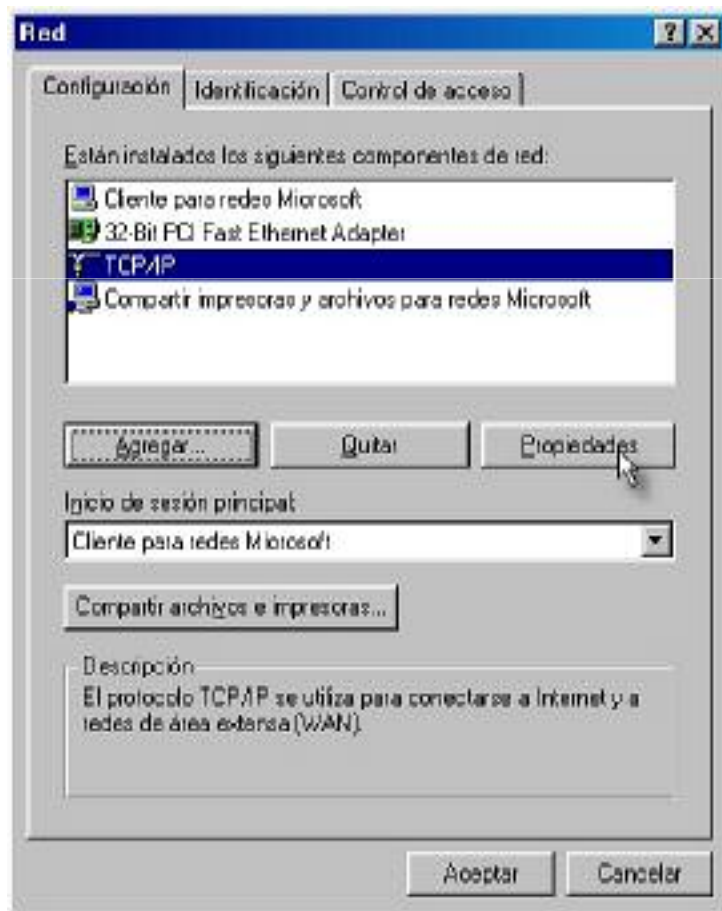 Red
Configuración Identificación Control de acceso
Están instalados los siguientes componentes de red:
Cliente para redes Microsoft
32-Bit PCI Fast Ethernet Adapter
TCP/IP
Compartir impresoras y archivos para redes Microsoft
Agregar... Quitar Propiedades
Inicio de sesión principal:
Cliente para redes Microsoft
Compartir archivos e impresoras...
Descripción
El protocolo TCP/IP se utiliza para conectarse a Internet y a
redes de área extensa (WAN).
Aceptar Cancelar